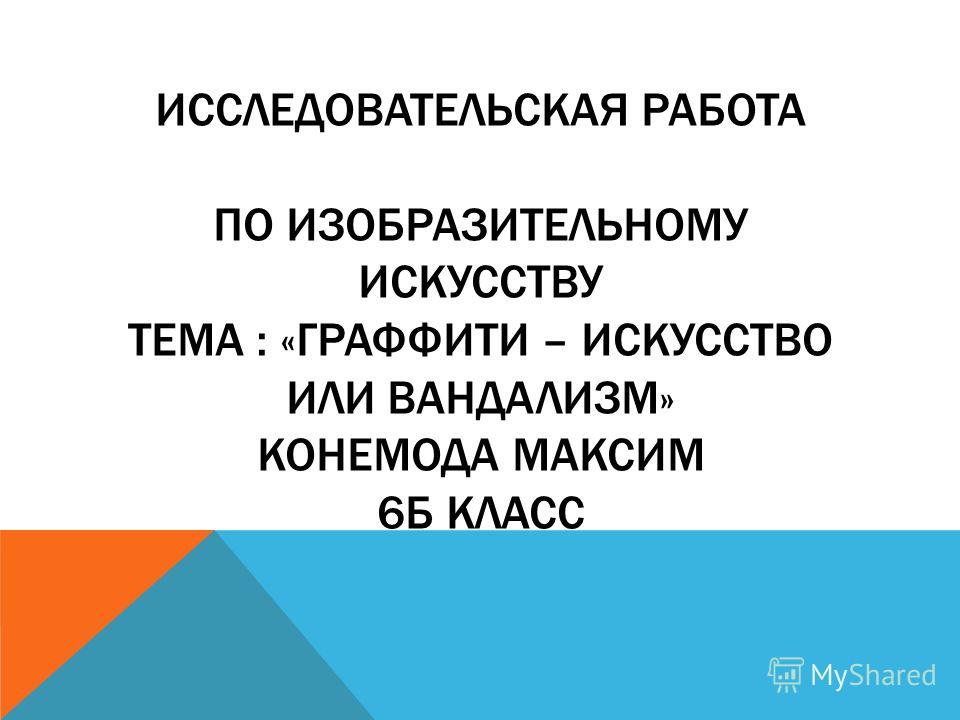 ИССЛЕДОВАТЕЛЬСКАЯ РАБОТА
ПО ИЗОБРАЗИТЕЛЬНОМУ
ИСКУССТВУ
ТЕМА : «ГРАФФИТИ – ИСКУССТВО
ИЛИ ВАНДАЛИЗМ»
КОНЕМОДА МАКСИМ
6Б КЛАСС
MyShared